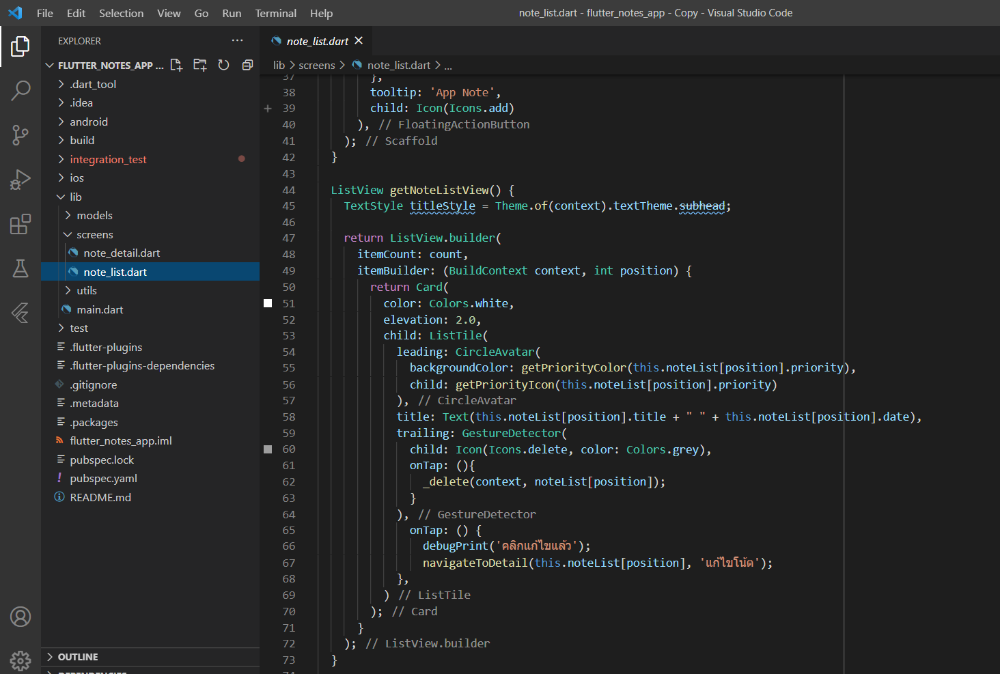 File Edit Selection View Go Run Terminal Help
note_list.dart - flutter_notes_app - Copy - Visual Studio Code
EXPLORER
FLUTTER_NOTES_APP ...
.dart_tool
.idea
android
build
integration_test
ios
lib
models
screens
note_detail.dart
note_list.dart
utils
main.dart
test
.flutter-plugins
.flutter-plugins-dependencies
.gitignore
.metadata
.packages
flutter_notes_app.iml
pubspec.lock
pubspec.yaml
README.md
OUTLINE
DEPENDENCIES
note_list.dart
lib > screens > note_list.dart > ...
37 },
38 tooltip: 'App Note',
39 child: Icon(Icons.add)
40 ), // FloatingActionButton
41 ); // Scaffold
42 }
43
44 ListView getNoteListView() {
45 TextStyle titleStyle = Theme.of(context).textTheme.subhead;
46
47 return ListView.builder(
48 itemCount: count,
49 itemBuilder: (BuildContext context, int position) {
50 return Card(
51 color: Colors.white,
52 elevation: 2.0,
53 child: ListTile(
54 leading: CircleAvatar(
55 backgroundColor: getPriorityColor(this.noteList[position].priority),
56 child: getPriorityIcon(this.noteList[position].priority)
57 ), // CircleAvatar
58 title: Text(this.noteList[position].title + " " + this.noteList[position].date),
59 trailing: GestureDetector(
60 child: Icon(Icons.delete, color: Colors.grey),
61 onTap: (){
62 _delete(context, noteList[position]);
63 }
64 ), // GestureDetector
65 onTap: () {
66 debugPrint('คลิกแก้ไขแล้ว');
67 navigateToDetail(this.noteList[position], 'แก้ไขโน้ต');
68 },
69 ) // ListTile
70 ); // Card
71 }
72 ); // ListView.builder
73 }